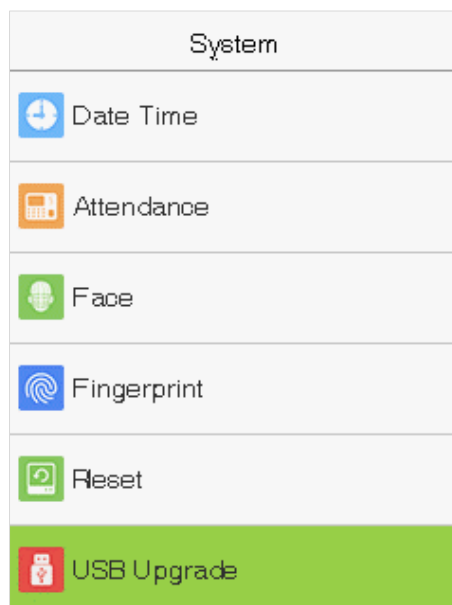 System
Date Time
Attendance
Face
Fingerprint
Reset
USB Upgrade